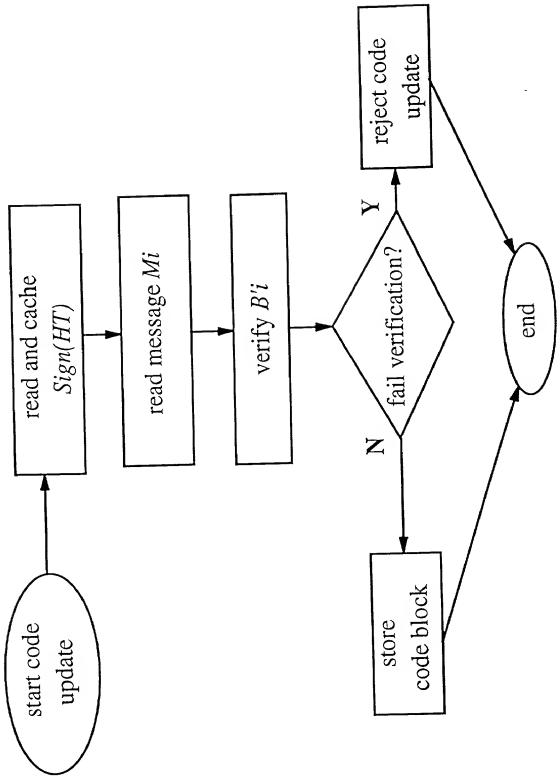 start code
update
read and cache
Sign(HT)
read message Mi
verify B'i
fail verification?
N
Y
store
code block
reject code
update
end